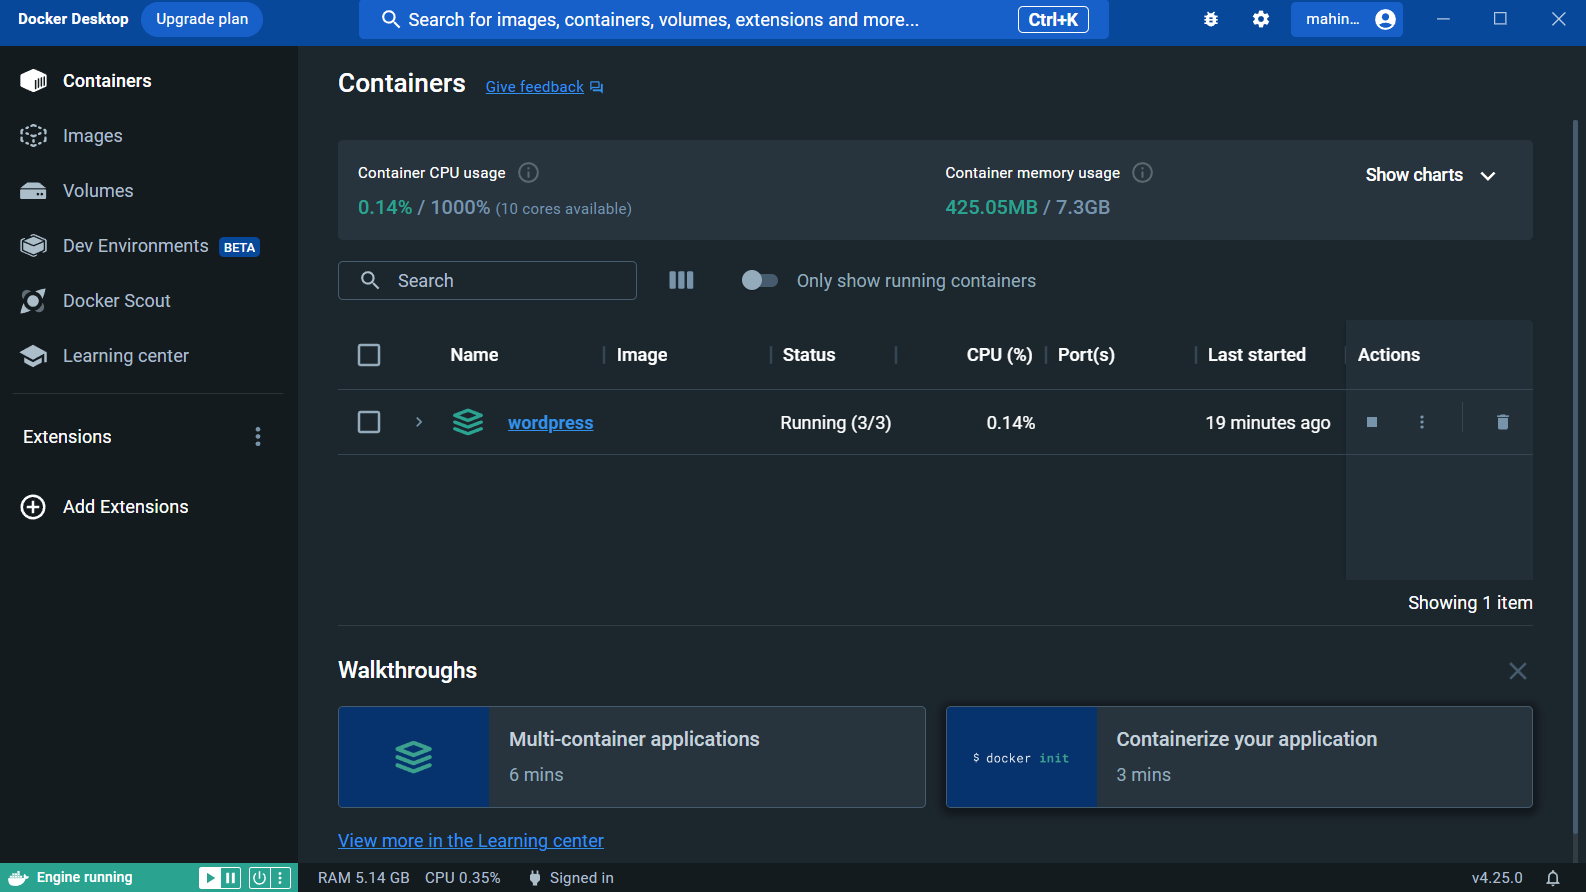 Docker Desktop
Upgrade plan
Search for images, containers, volumes, extensions and more...
Ctrl+K
mahin...
Containers
Images
Volumes
Dev Environments BETA
Docker Scout
Learning center
Extensions
Add Extensions
Containers
Give feedback
Container CPU usage
0.14% / 1000% (10 cores available)
Container memory usage
425.05MB / 7.3GB
Show charts
Search
Only show running containers
Name Image Status CPU (%) Port(s) Last started Actions
wordpress Running (3/3) 0.14% 19 minutes ago
Showing 1 item
Walkthroughs
Multi-container applications
6 mins
$ docker init
Containerize your application
3 mins
View more in the Learning center
Engine running
RAM 5.14 GB CPU 0.35% Signed in
v4.25.0